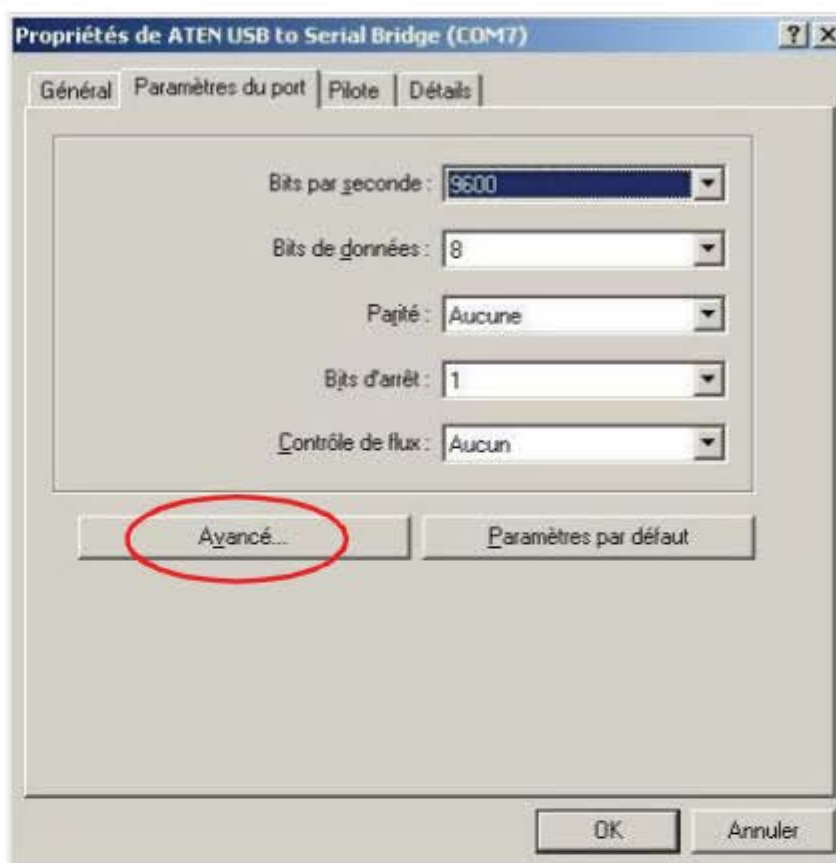 Propriétés de ATEN USB to Serial Bridge (COM7)
Général Paramètres du port Pilote Détails
Bits par seconde : 9600
Bits de données : 8
Parité : Aucune
Bits d'arrêt : 1
Contrôle de flux : Aucun
Avancé... Paramètres par défaut
OK Annuler